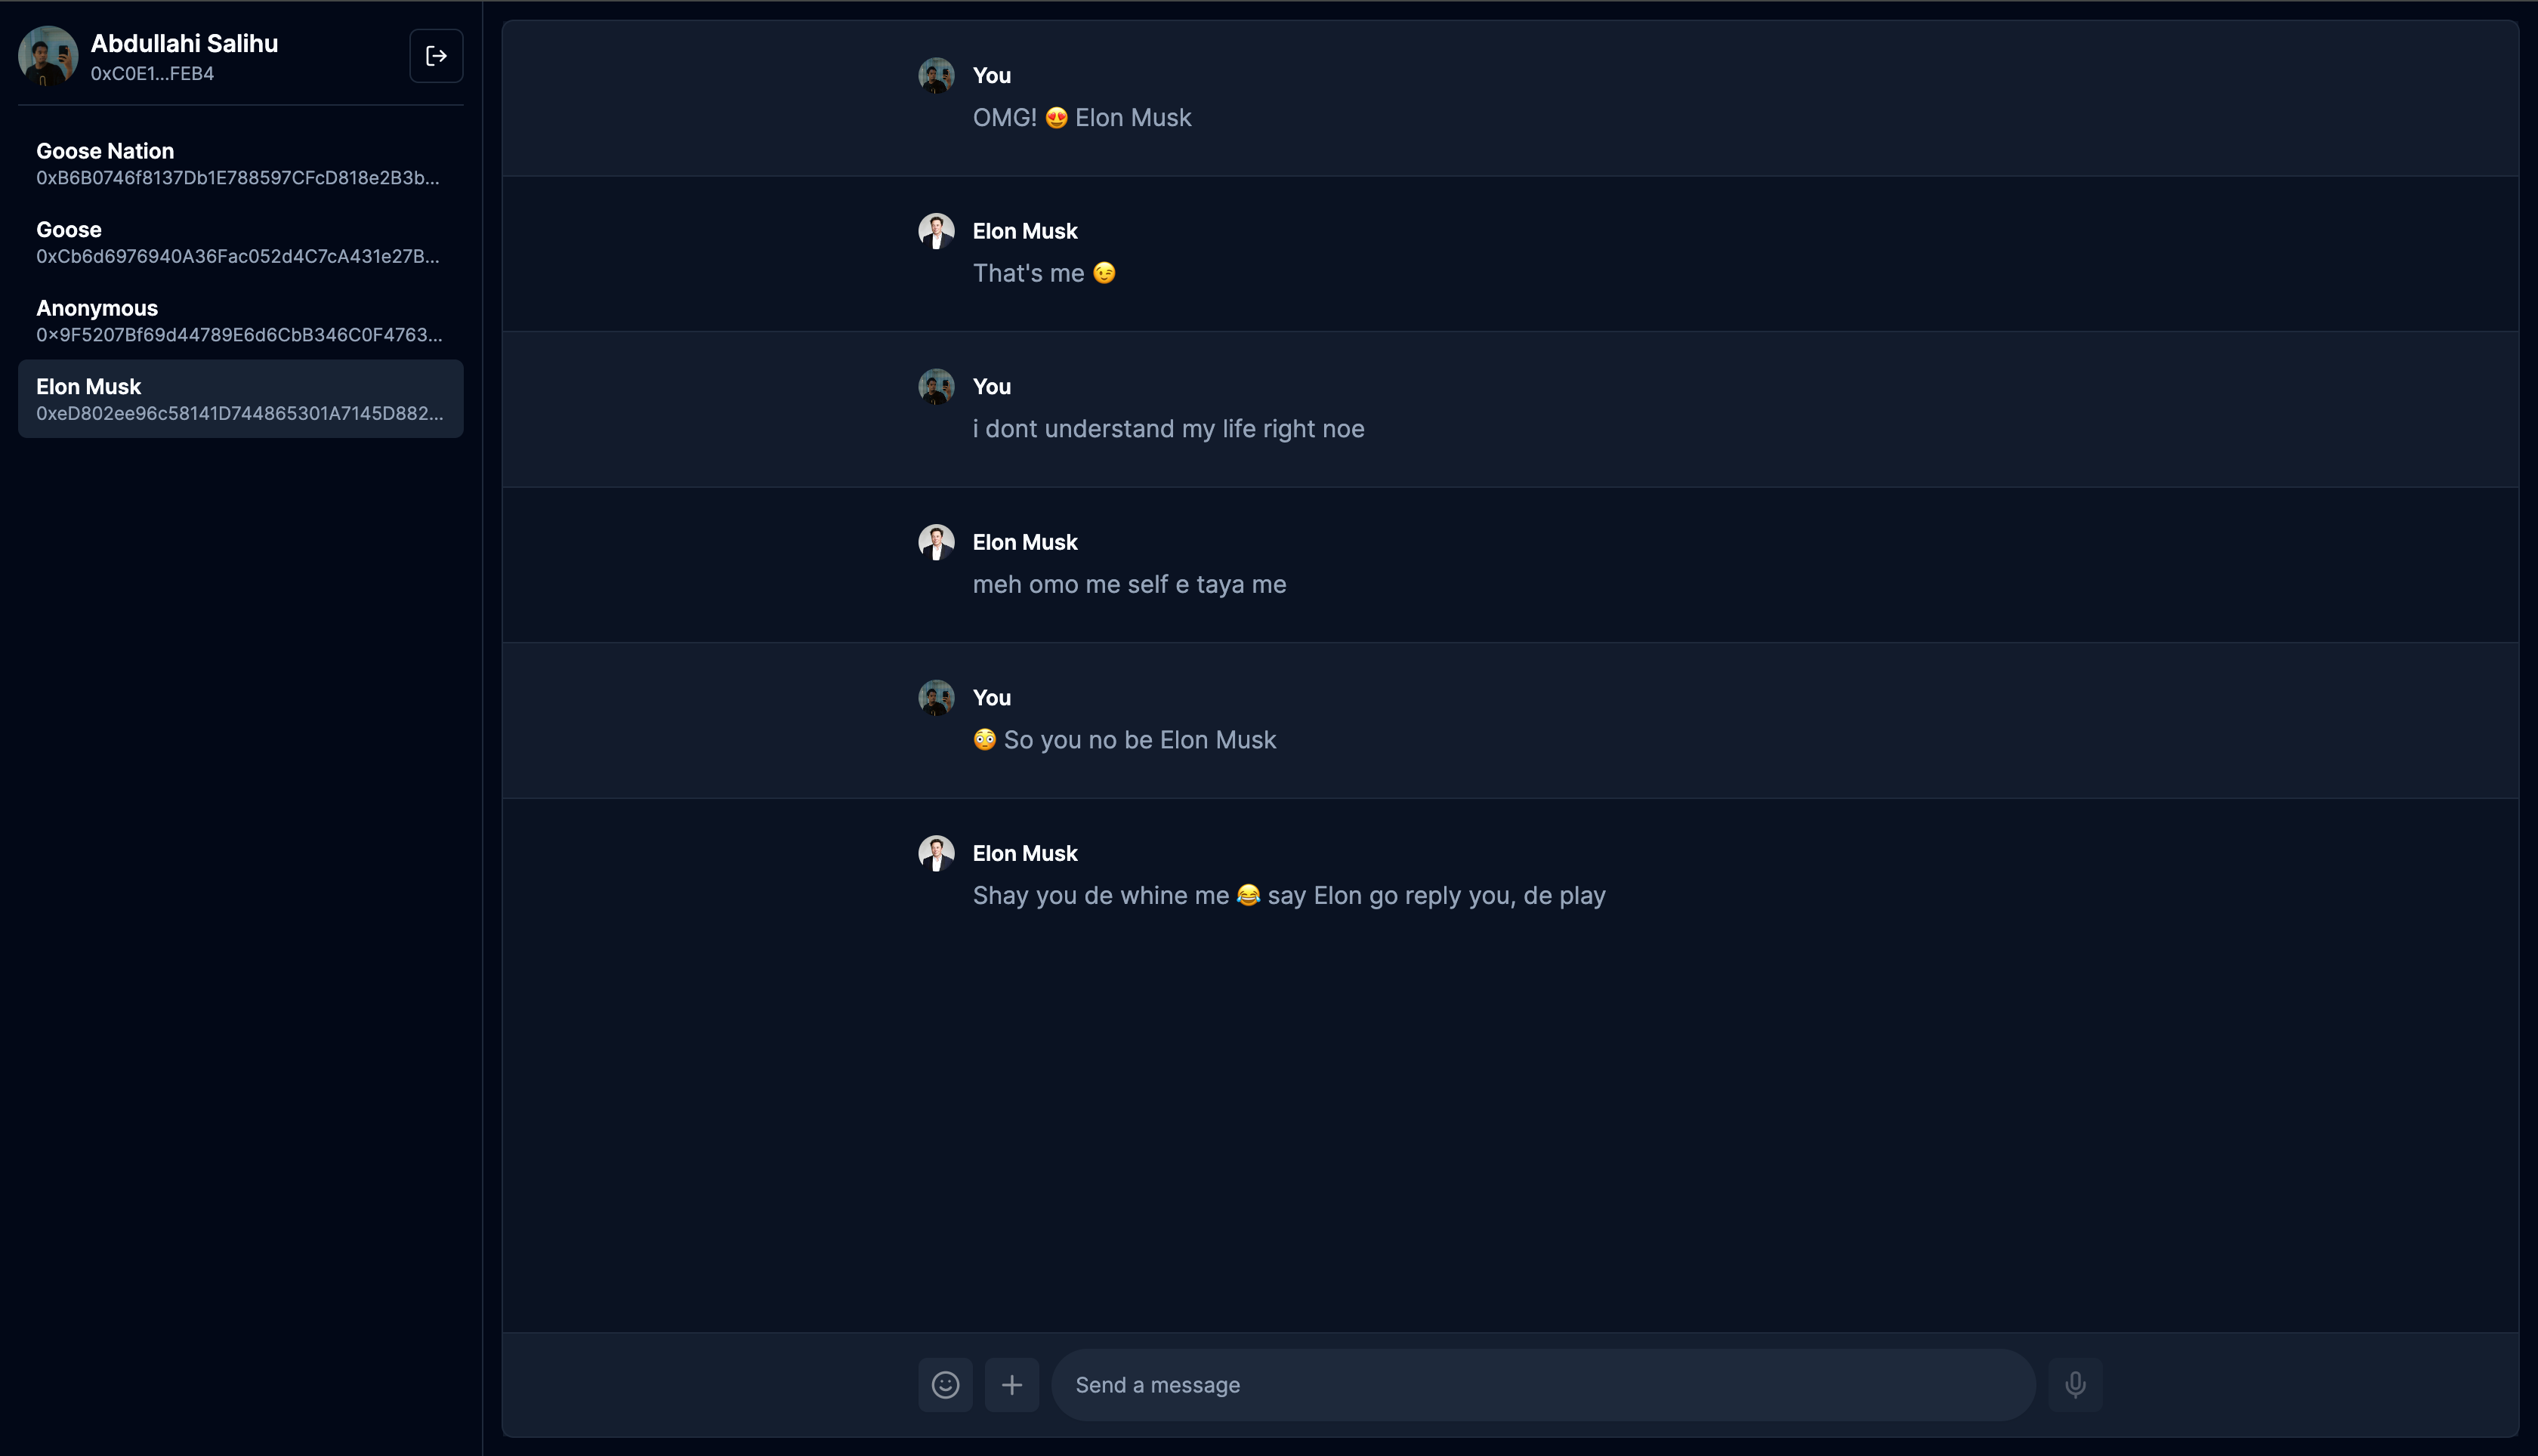 Abdullahi Salihu
0xC0E1...FEB4
Goose Nation
0xB6B0746f8137Db1E788597CFcD818e2B3b...
Goose
0xCb6d6976940A36Fac052d4C7cA431e27B...
Anonymous
0x9F5207Bf69d44789E6d6CbB346C0F4763...
Elon Musk
0xeD802ee96c58141D744865301A7145D882...
You
OMG! 😍 Elon Musk
Elon Musk
That's me 😉
You
i dont understand my life right noe
Elon Musk
meh omo me self e taya me
You
😳 So you no be Elon Musk
Elon Musk
Shay you de whine me 😂 say Elon go reply you, de play
Send a message